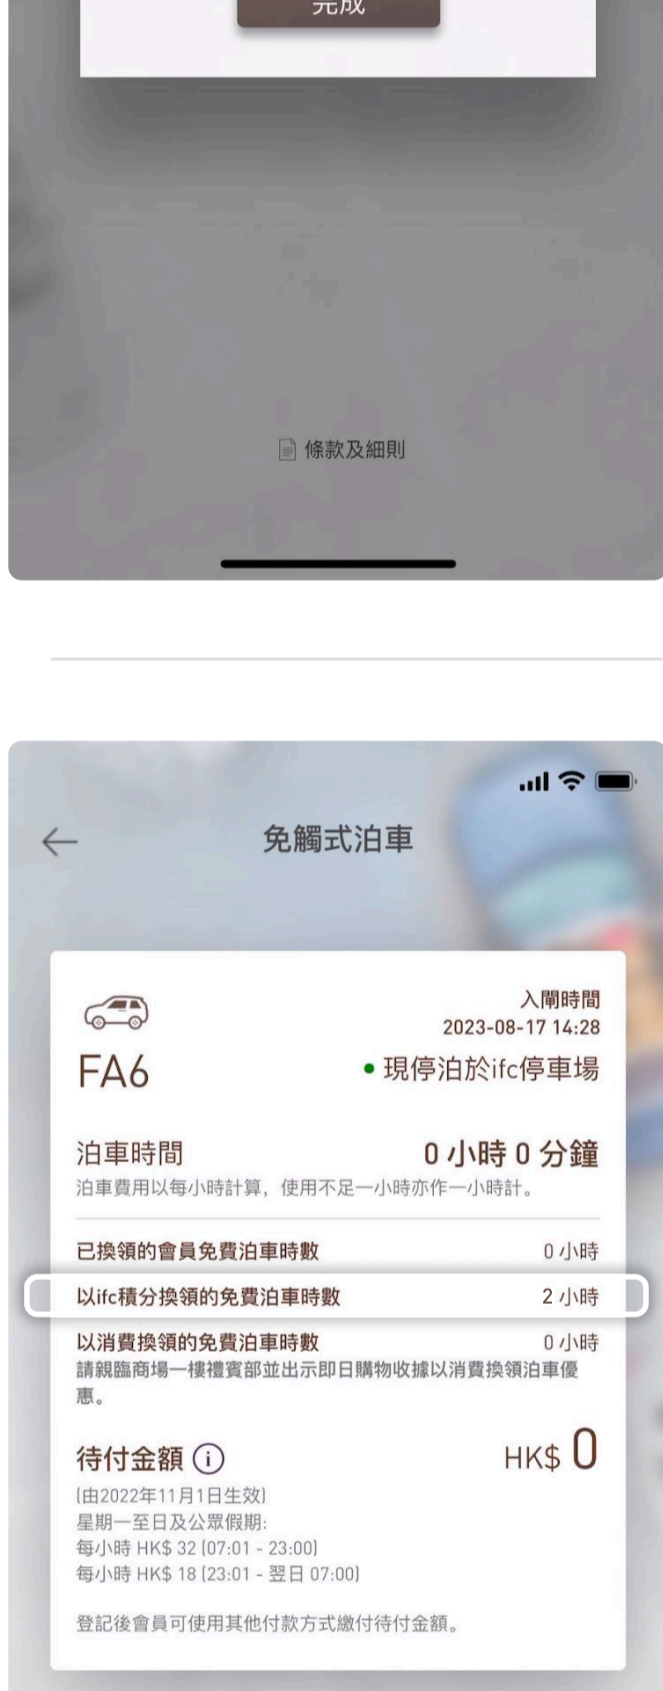 完成
條款及細則
免觸式泊車
入閘時間
2023-08-17 14:28
FA6
現停泊於ifc停車場
泊車時間
0 小時 0 分鐘
泊車費用以每小時計算，使用不足一小時亦作一小時計。
已換領的會員免費泊車時數
0 小時
以ifc積分換領的免費泊車時數
2 小時
以消費換領的免費泊車時數
0 小時
請親臨商場一樓禮賓部並出示即日購物收據以消費換領泊車優
惠。
待付金額
HK$ 0
(由2022年11月1日生效)
星期一至日及公眾假期:
每小時 HK$ 32 (07:01 - 23:00)
每小時 HK$ 18 (23:01 - 翌日 07:00)
登記後會員可使用其他付款方式繳付待付金額。